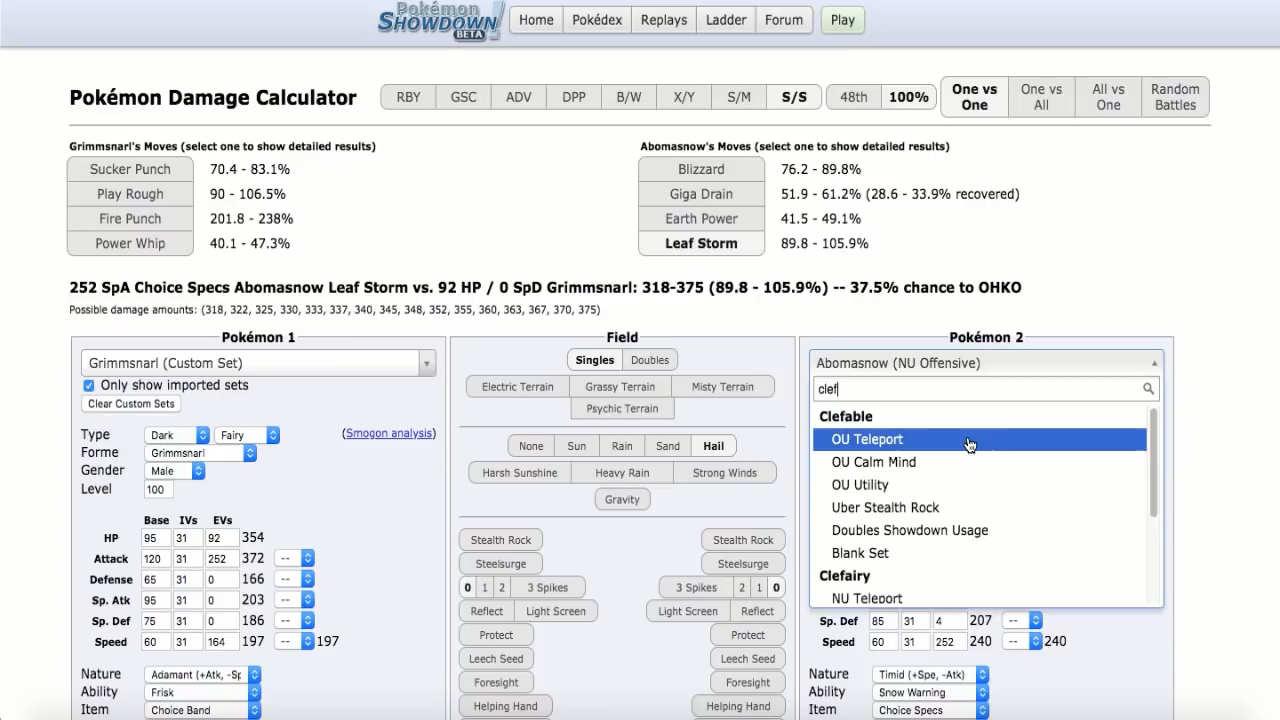 Pokémon SHOWDOWN BETA Home Pokédex Replays Ladder Forum Play
Pokémon Damage Calculator RBY GSC ADV DPP B/W X/Y S/M S/S 48th 100% One vs One One vs All All vs One Random Battles
Grimmsnarl's Moves (select one to show detailed results) Abomasnow's Moves (select one to show detailed results)
Sucker Punch 70.4 - 83.1% Blizzard 76.2 - 89.8%
Play Rough 90 - 106.5% Giga Drain 51.9 - 61.2% (28.6 - 33.9% recovered)
Fire Punch 201.8 - 238% Earth Power 41.5 - 49.1%
Power Whip 40.1 - 47.3% Leaf Storm 89.8 - 105.9%
252 SpA Choice Specs Abomasnow Leaf Storm vs. 92 HP / 0 SpD Grimmsnarl: 318-375 (89.8 - 105.9%) -- 37.5% chance to OHKO
Possible damage amounts: (318, 322, 325, 330, 333, 337, 340, 345, 348, 352, 355, 360, 363, 367, 370, 375)
Pokémon 1
Grimmsnarl (Custom Set)
Only show imported sets
Clear Custom Sets
Type Dark Fairy (Smogon analysis)
Forme Grimmsnarl
Gender Male
Level 100
Base IVs EVs
HP 95 31 92 354
Attack 120 31 252 372 --
Defense 65 31 0 166 --
Sp. Atk 95 31 0 203 --
Sp. Def 75 31 0 186 --
Speed 60 31 164 197 -- 197
Nature Adamant (+Atk, -Sp
Ability Frisk
Item Choice Band
Field
Singles Doubles
Electric Terrain Grassy Terrain Misty Terrain
Psychic Terrain
None Sun Rain Sand Hail
Harsh Sunshine Heavy Rain Strong Winds
Gravity
Stealth Rock Stealth Rock
Steelsurge Steelsurge
0 1 2 3 Spikes 3 Spikes 2 1 0
Reflect Light Screen Light Screen Reflect
Protect Protect
Leech Seed Leech Seed
Foresight Foresight
Helping Hand Helping Hand
Pokémon 2
Abomasnow (NU Offensive)
clef
Clefable
OU Teleport
OU Calm Mind
OU Utility
Uber Stealth Rock
Doubles Showdown Usage
Blank Set
Clefairy
NU Teleport
Sp. Def 85 31 4 207 --
Speed 60 31 252 240 -- 240
Nature Timid (+Spe, -Atk)
Ability Snow Warning
Item Choice Specs